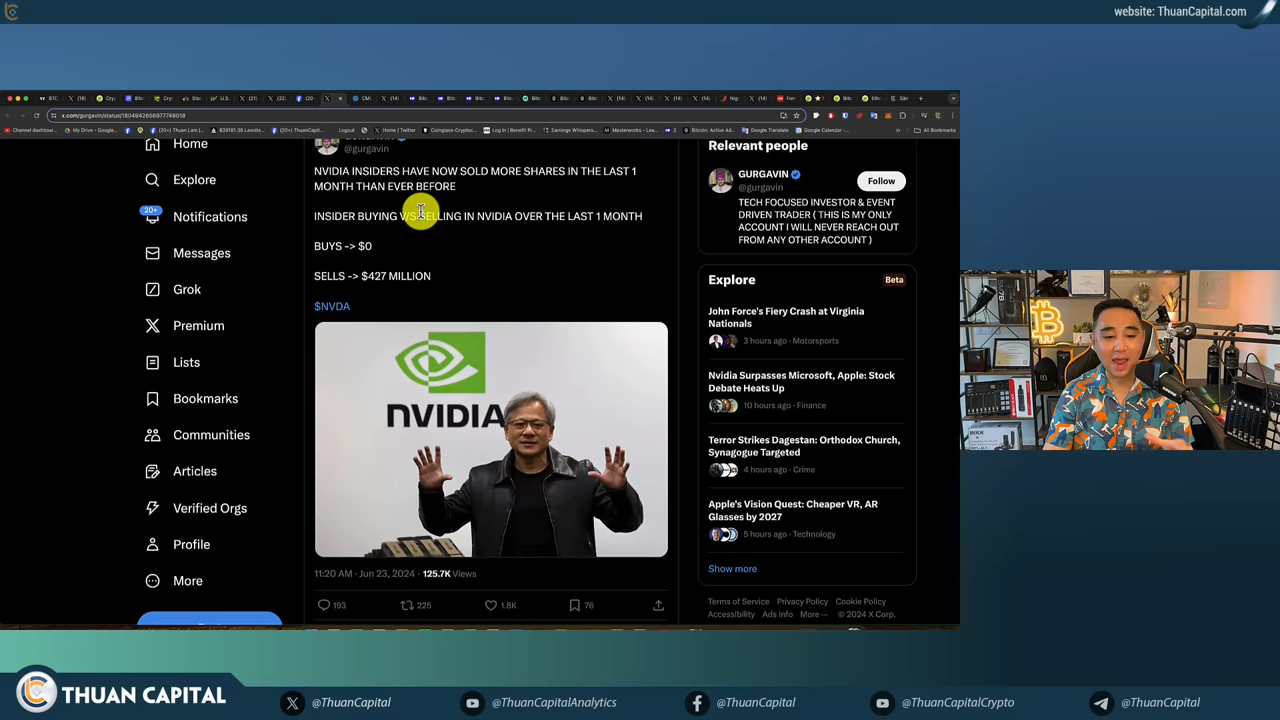 website: ThuanCapital.com
x.com/gurgavin/status/1804942656977748018
All Bookmarks
Home
Explore
20+
Notifications
Messages
Grok
Premium
Lists
Bookmarks
Communities
Articles
Verified Orgs
Profile
More
@gurgavin
NVIDIA INSIDERS HAVE NOW SOLD MORE SHARES IN THE LAST 1
MONTH THAN EVER BEFORE
INSIDER BUYING VS SELLING IN NVIDIA OVER THE LAST 1 MONTH
BUYS -> $0
SELLS -> $427 MILLION
$NVDA
NVIDIA
11:20 AM · Jun 23, 2024 · 125.7K Views
193
225
1.8K
76
Relevant people
GURGAVIN
@gurgavin
Follow
TECH FOCUSED INVESTOR & EVENT
DRIVEN TRADER ( THIS IS MY ONLY
ACCOUNT I WILL NEVER REACH OUT
FROM ANY OTHER ACCOUNT )
Explore
Beta
John Force's Fiery Crash at Virginia
Nationals
3 hours ago · Motorsports
Nvidia Surpasses Microsoft, Apple: Stock
Debate Heats Up
10 hours ago · Finance
Terror Strikes Dagestan: Orthodox Church,
Synagogue Targeted
4 hours ago · Crime
Apple's Vision Quest: Cheaper VR, AR
Glasses by 2027
5 hours ago · Technology
Show more
Terms of Service Privacy Policy Cookie Policy
Accessibility Ads info More ··· © 2024 X Corp.
THUAN CAPITAL
@ThuanCapital
@ThuanCapitalAnalytics
@ThuanCapital
@ThuanCapitalCrypto
@ThuanCapital